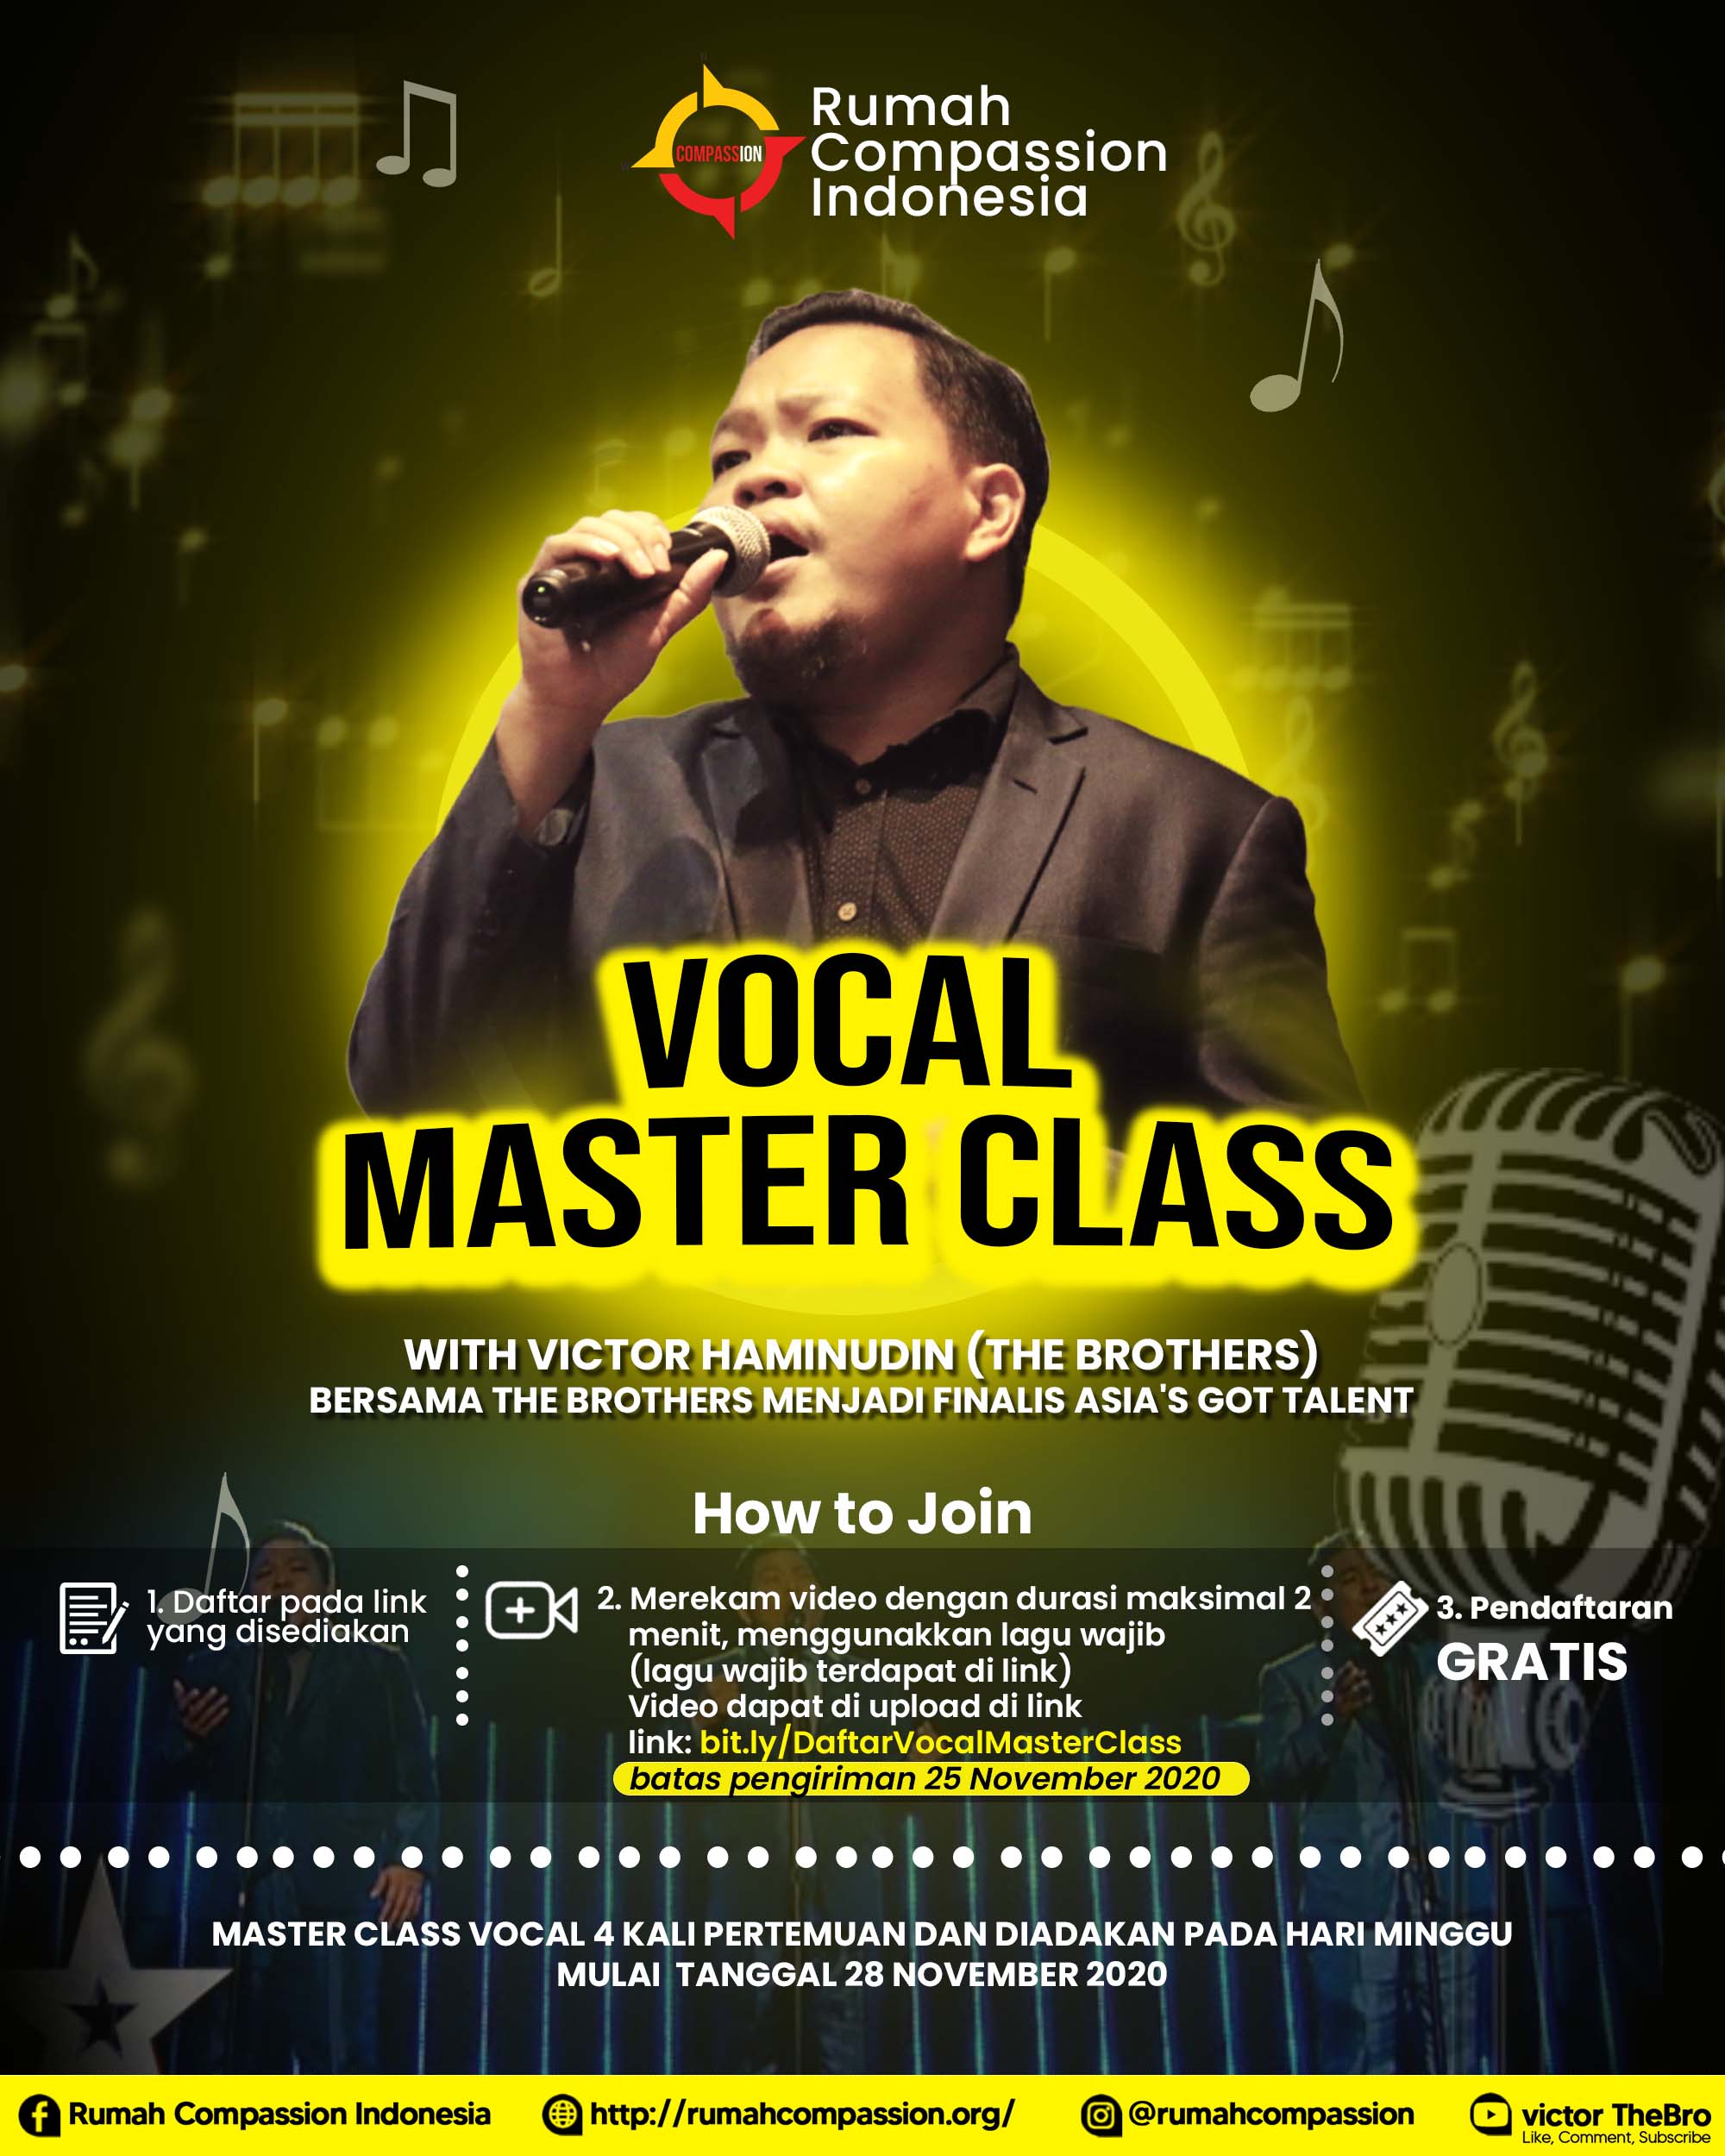 COMPASSION
Rumah
Compassion
Indonesia
VOCAL
MASTER CLASS
WITH VICTOR HAMINUDIN (THE BROTHERS)
BERSAMA THE BROTHERS MENJADI FINALIS ASIA'S GOT TALENT
How to Join
1. Daftar pada link
yang disediakan
2. Merekam video dengan durasi maksimal 2
menit, menggunakkan lagu wajib
(lagu wajib terdapat di link)
Video dapat di upload di link
link: bit.ly/DaftarVocalMasterClass
batas pengiriman 25 November 2020
3. Pendaftaran
GRATIS
MASTER CLASS VOCAL 4 KALI PERTEMUAN DAN DIADAKAN PADA HARI MINGGU
MULAI TANGGAL 28 NOVEMBER 2020
Rumah Compassion Indonesia
http://rumahcompassion.org/
@rumahcompassion
victor TheBro
Like, Comment, Subscribe